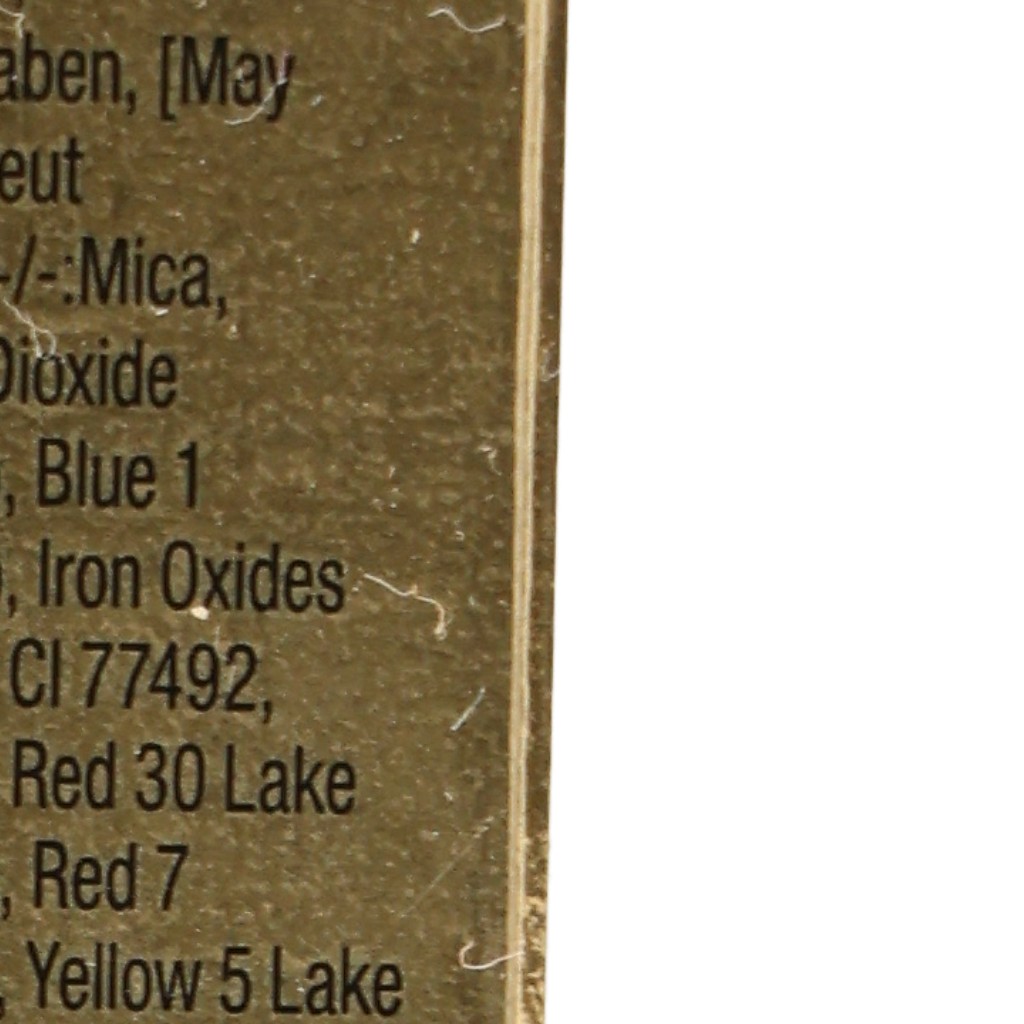 aben, [May
eut
-/-:Mica,
Dioxide
, Blue 1
, Iron Oxides
CI 77492,
Red 30 Lake
, Red 7
, Yellow 5 Lake